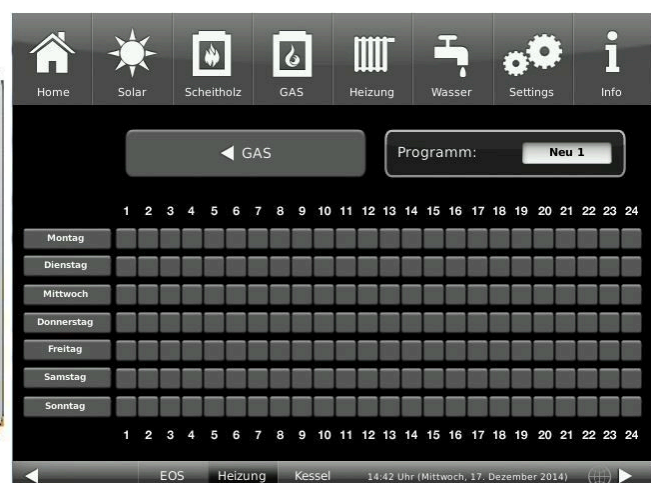 Home Solar Scheitholz GAS Heizung Wasser Settings Info
GAS Programm: Neu 1
1 2 3 4 5 6 7 8 9 10 11 12 13 14 15 16 17 18 19 20 21 22 23 24
Montag
Dienstag
Mittwoch
Donnerstag
Freitag
Samstag
Sonntag
1 2 3 4 5 6 7 8 9 10 11 12 13 14 15 16 17 18 19 20 21 22 23 24
EOS Heizung Kessel 14:42 Uhr (Mittwoch, 17. Dezember 2014)